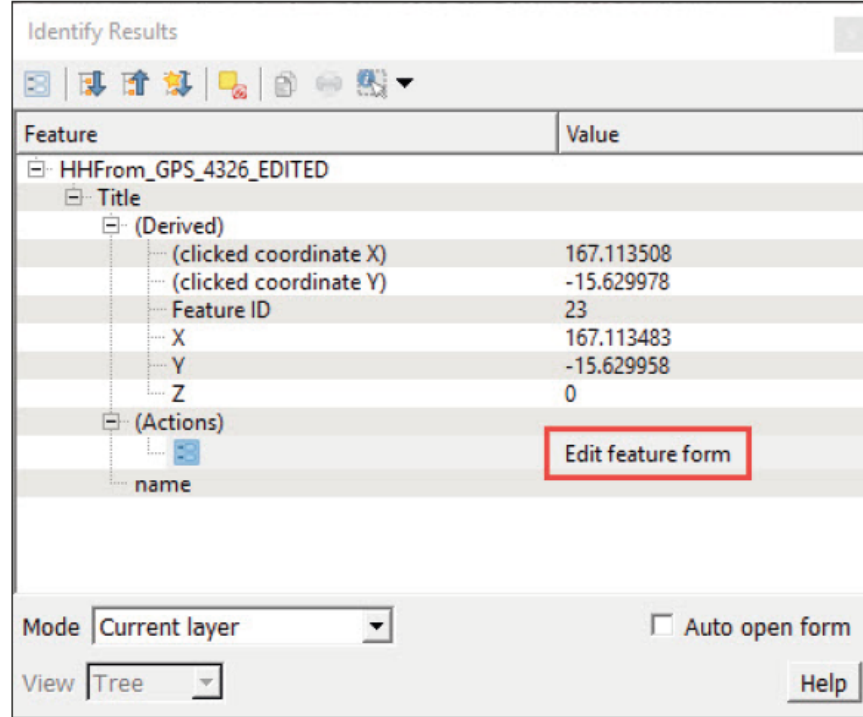 Identify Results
Feature Value
HHFrom_GPS_4326_EDITED
Title
(Derived)
(clicked coordinate X) 167.113508
(clicked coordinate Y) -15.629978
Feature ID 23
X 167.113483
Y -15.629958
Z 0
(Actions)
Edit feature form
name
Mode Current layer Auto open form
View Tree Help